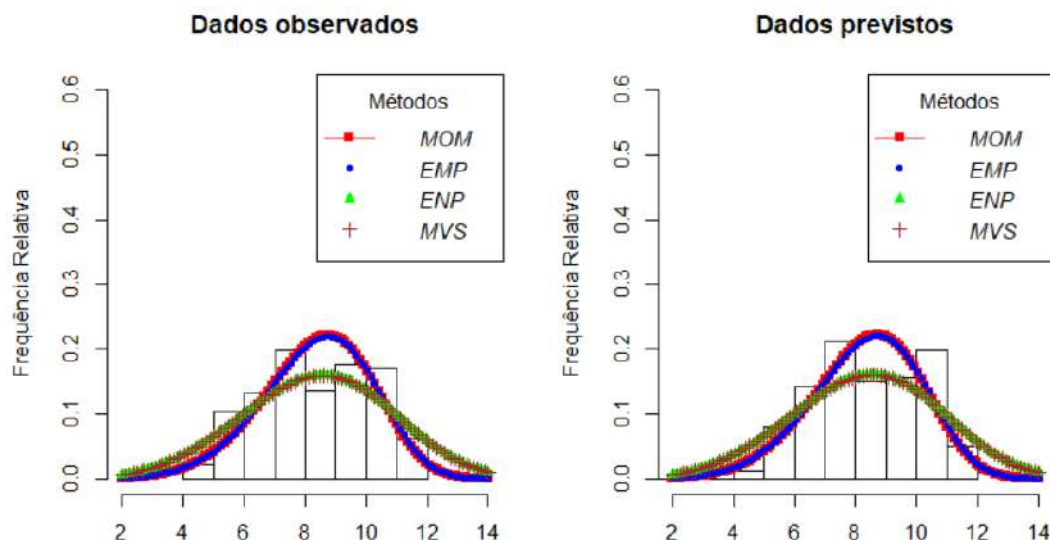 Dados observados
Dados previstos
Métodos
MOM
EMP
ENP
MVS
Frequência Relativa
0.0 0.1 0.2 0.3 0.4 0.5 0.6
2 4 6 8 10 12 14
Métodos
MOM
EMP
ENP
MVS
Frequência Relativa
0.0 0.1 0.2 0.3 0.4 0.5 0.6
2 4 6 8 10 12 14